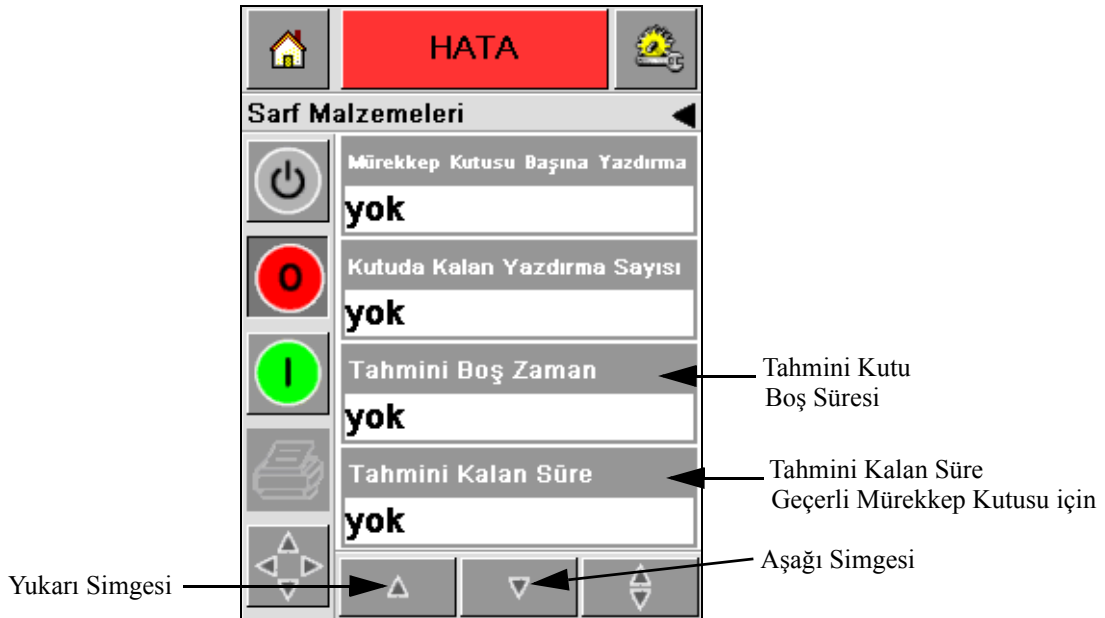 HATA
Sarf Malzemeleri
Mürekkep Kutusu Başına Yazdırma
yok
Kutuda Kalan Yazdırma Sayısı
yok
Tahmini Boş Zaman
yok
Tahmini Kalan Süre
yok
Tahmini Kutu
Boş Süresi
Tahmini Kalan Süre
Geçerli Mürekkep Kutusu için
Aşağı Simgesi
Yukarı Simgesi
O
I